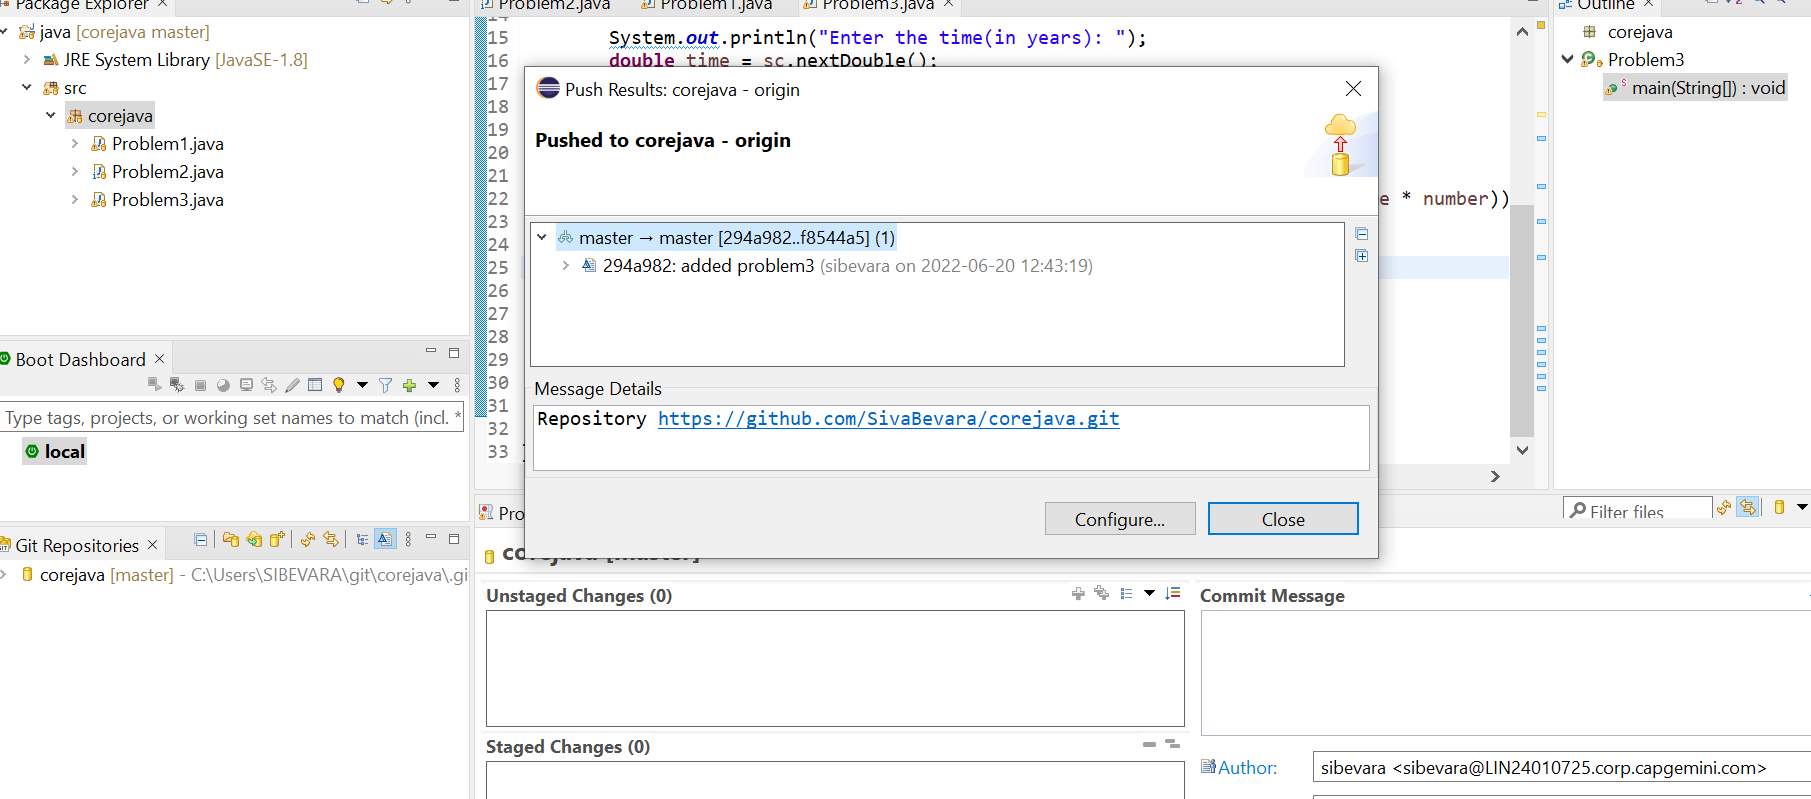 Package Explorer
java [corejava master]
JRE System Library [JavaSE-1.8]
src
corejava
Problem1.java
Problem2.java
Problem3.java
Boot Dashboard
Type tags, projects, or working set names to match (incl. *
local
Git Repositories
corejava [master] - C:\Users\SIBEVARA\git\corejava\.gi
Problem2.java
Problem1.java
Problem3.java
14
15 System.out.println("Enter the time(in years): ");
16 double time = sc.nextDouble();
17
18
19
20
21
22 e * number))
23
24
25
26
27
28
29
30
31
32
33
Push Results: corejava - origin
Pushed to corejava - origin
master → master [294a982..f8544a5] (1)
294a982: added problem3 (sibevara on 2022-06-20 12:43:19)
Message Details
Repository https://github.com/SivaBevara/corejava.git
Configure...
Close
Outline
corejava
Problem3
main(String[]) : void
Pro
Filter files
corejava [master]
Unstaged Changes (0)
Staged Changes (0)
Commit Message
Author:
sibevara <sibevara@LIN24010725.corp.capgemini.com>